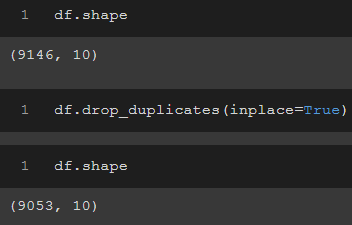 1 df.shape
(9146, 10)
1 df.drop_duplicates(inplace=True)
1 df.shape
(9053, 10)